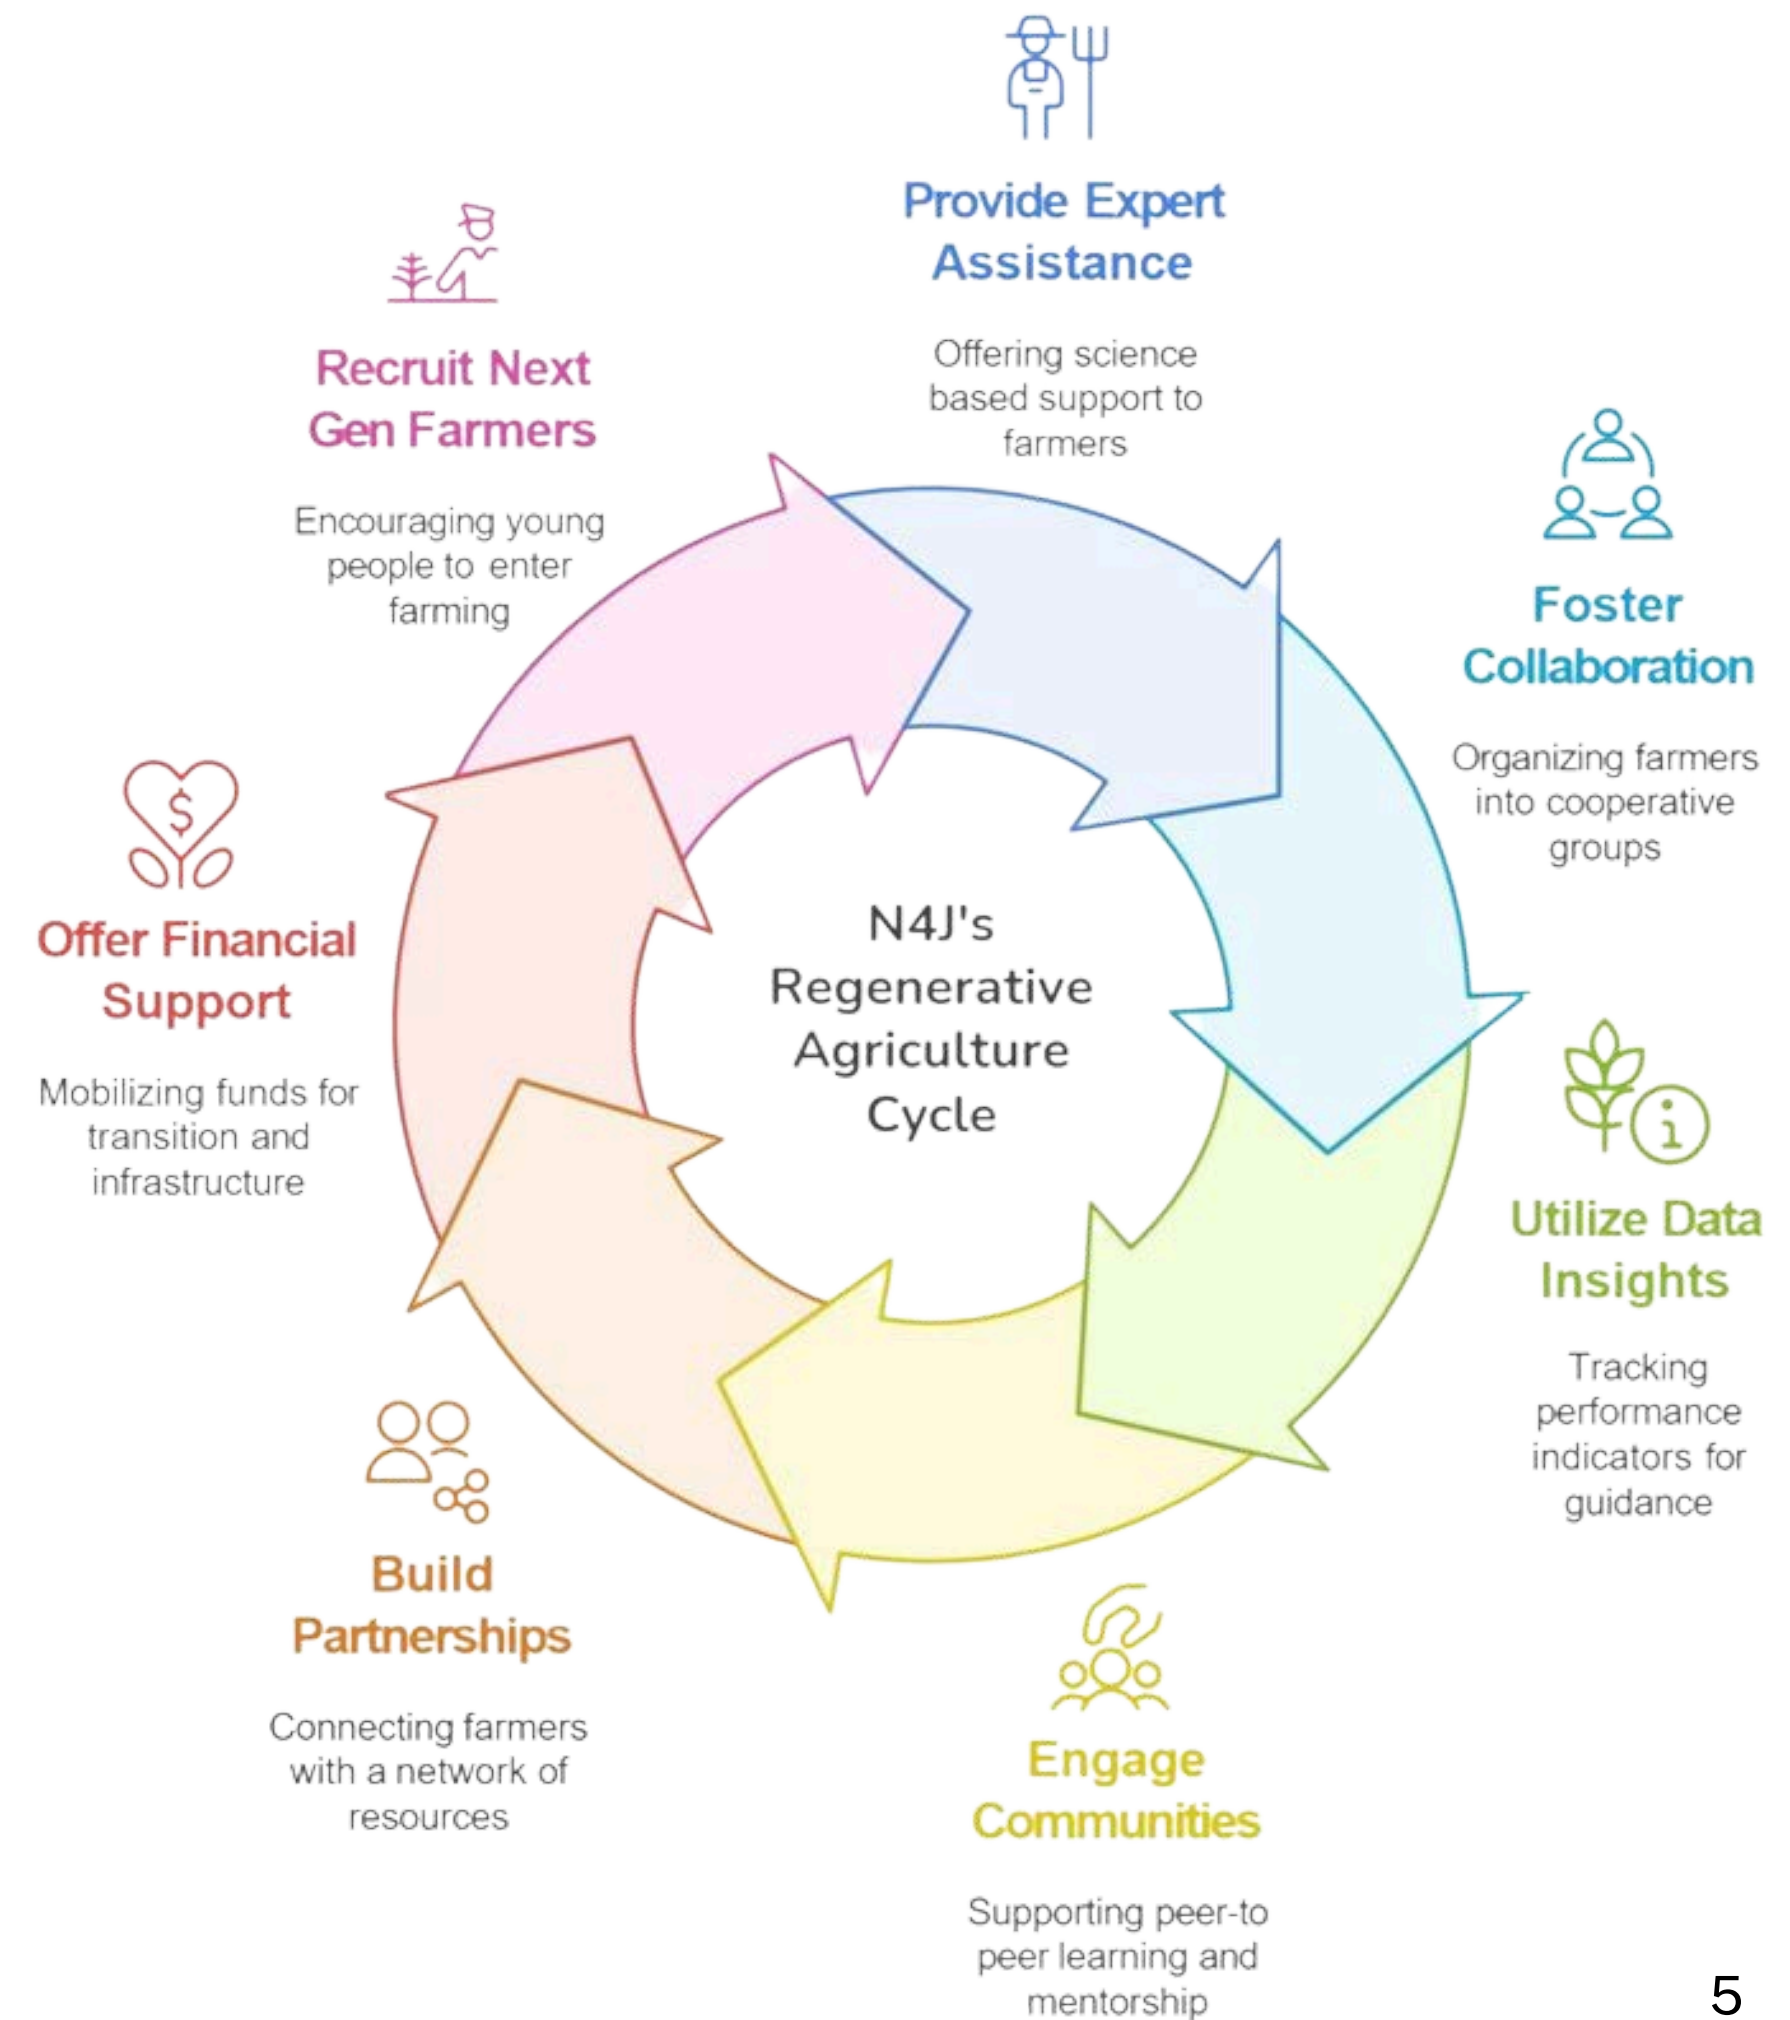 Provide Expert
Assistance
Offering science
based support to
farmers
Foster
Collaboration
Organizing farmers
into cooperative
groups
Utilize Data
Insights
Tracking
performance
indicators for
guidance
Engage
Communities
Supporting peer-to
peer learning and
mentorship
Build
Partnerships
Connecting farmers
with a network of
resources
Offer Financial
Support
Mobilizing funds for
transition and
infrastructure
Recruit Next
Gen Farmers
Encouraging young
people to enter
farming
N4J's
Regenerative
Agriculture
Cycle
$
i
5